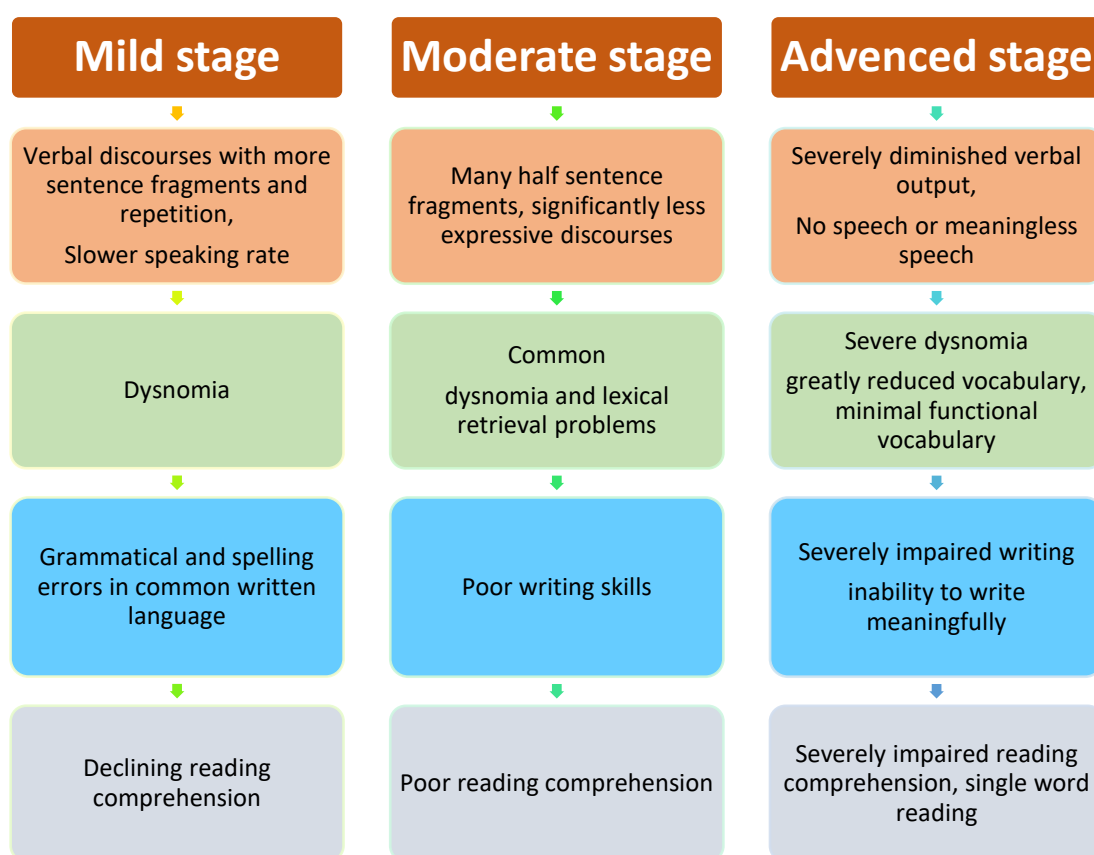 Mild stage
Verbal discourses with more
sentence fragments and
repetition,
Slower speaking rate
Dysnomia
Grammatical and spelling
errors in common written
language
Declining reading
comprehension
Moderate stage
Many half sentence
fragments, significantly less
expressive discourses
Common
dysnomia and lexical
retrieval problems
Poor writing skills
Poor reading comprehension
Advenced stage
Severely diminished verbal
output,
No speech or meaningless
speech
Severe dysnomia
greatly reduced vocabulary,
minimal functional
vocabulary
Severely impaired writing
inability to write
meaningfully
Severely impaired reading
comprehension, single word
reading